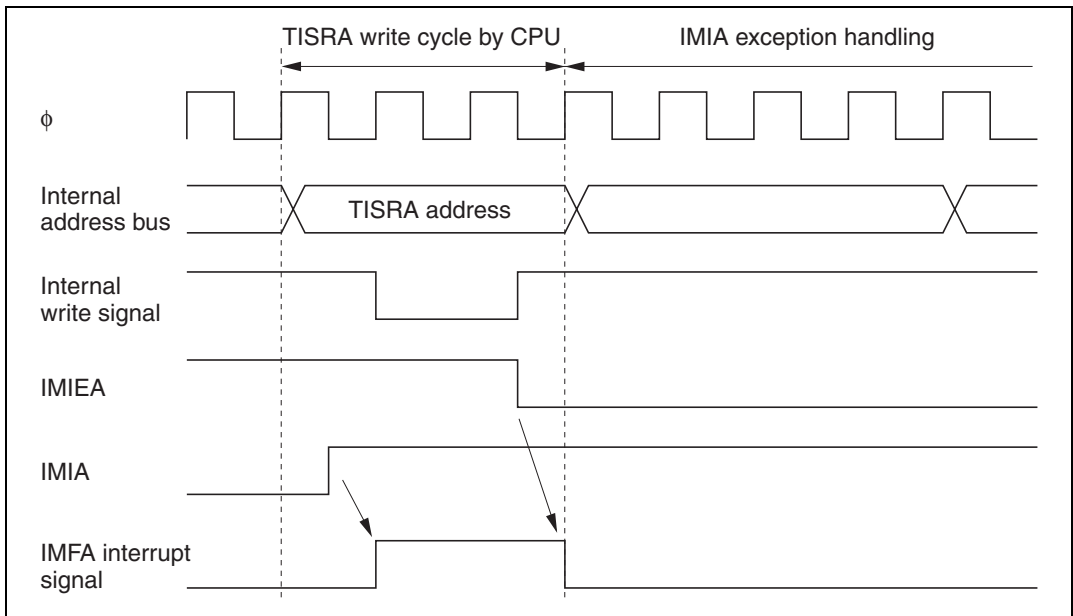 TISRA write cycle by CPU
IMIA exception handling
ϕ
Internal
address bus
TISRA address
Internal
write signal
IMIEA
IMIA
IMFA interrupt
signal